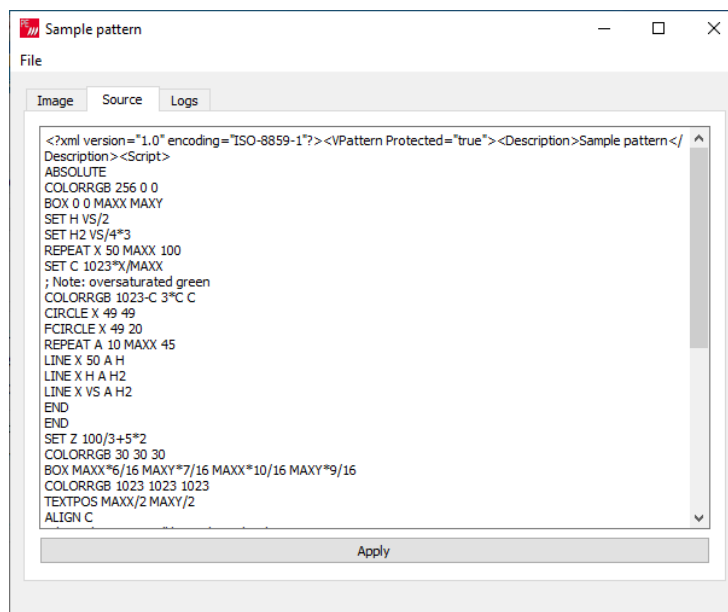 Sample pattern
File
Image Source Logs
<?xml version="1.0" encoding="ISO-8859-1"?><VPattern Protected="true"><Description>Sample pattern</
Description><Script>
ABSOLUTE
COLORRGB 256 0 0
BOX 0 0 MAXX MAXY
SET H VS/2
SET H2 VS/4*3
REPEAT X 50 MAXX 100
SET C 1023*X/MAXX
; Note: oversaturated green
COLORRGB 1023-C 3*C C
CIRCLE X 49 49
FCIRCLE X 49 20
REPEAT A 10 MAXX 45
LINE X 50 A H
LINE X H A H2
LINE X VS A H2
END
END
SET Z 100/3+5*2
COLORRGB 30 30 30
BOX MAXX*6/16 MAXY*7/16 MAXX*10/16 MAXY*9/16
COLORRGB 1023 1023 1023
TEXTPOS MAXX/2 MAXY/2
ALIGN C
Apply